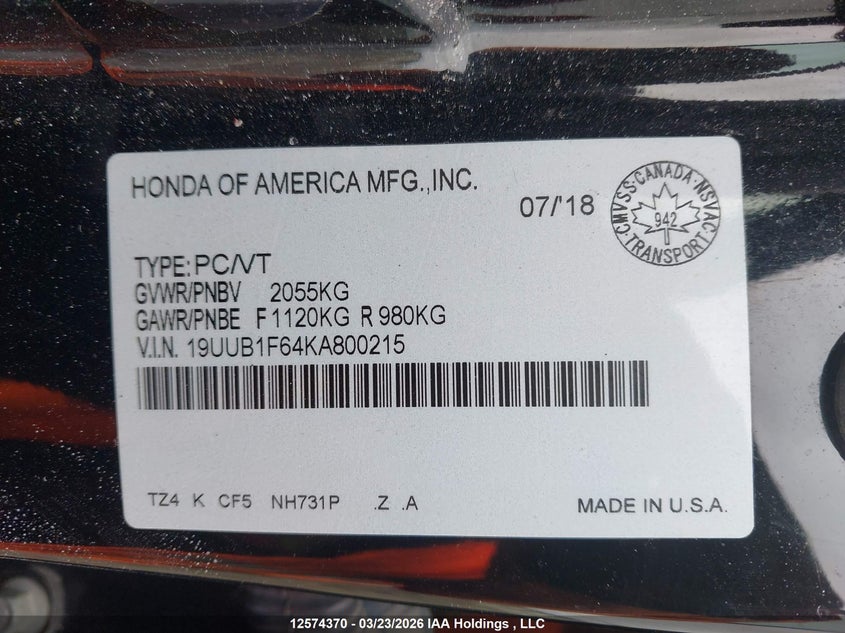 HONDA OF AMERICA MFG.,INC.
07/'18
CMVSS·CANADA·NSVAC·TRANSPORT·
942
TYPE: PC/VT
GVWR/PNBV 2055KG
GAWR/PNBE F 1120KG R 980KG
V.I.N. 19UUB1F64KA800215
TZ4 K CF5 NH731P .Z .A
MADE IN U.S.A.
12574370 - 03/23/2026 IAA Holdings , LLC